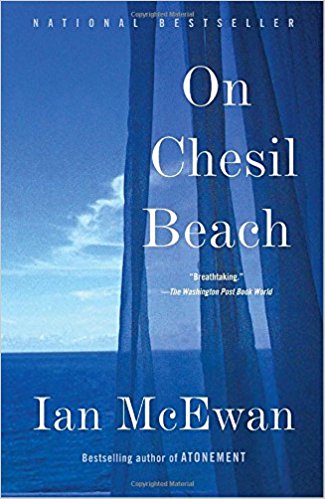 NATIONAL BESTSELLER
On
Chesil
Beach
"Breathtaking."
—The Washington Post Book World
Ian McEwan
Bestselling author of ATONEMENT